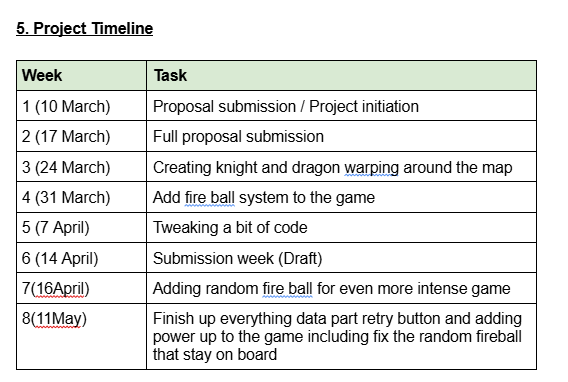 5. Project Timeline
Week Task
1 (10 March) Proposal submission / Project initiation
2 (17 March) Full proposal submission
3 (24 March) Creating knight and dragon warping around the map
4 (31 March) Add fire ball system to the game
5 (7 April) Tweaking a bit of code
6 (14 April) Submission week (Draft)
7(16April) Adding random fire ball for even more intense game
8(11May) Finish up everything data part retry button and adding
power up to the game including fix the random fireball
that stay on board